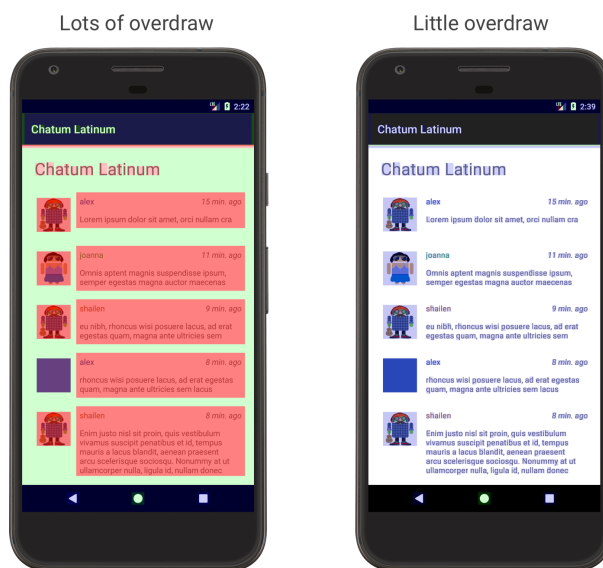 Lots of overdraw
2:22
Chatum Latinum
Chatum Latinum
alex 15 min. ago
Lorem ipsum dolor sit amet, orci nullam cra
joanna 11 min. ago
Omnis aptent magnis suspendisse ipsum,
semper egestas magna auctor maecenas
shailen 9 min. ago
eu nibh, rhoncus wisi posuere lacus, ad erat
egestas quam, magna ante ultricies sem
alex 8 min. ago
rhoncus wisi posuere lacus, ad erat egestas
quam, magna ante ultricies sem lacus
shailen 8 min. ago
Enim justo nisl sit proin, quis vestibulum
vivamus suscipit penatibus et id, tempus
mauris a lacus blandit, aenean praesent
arcu scelerisque sociosqu. Nonummy at ut
ullamcorper nulla, ligula id, nullam donec
Little overdraw
2:39
Chatum Latinum
Chatum Latinum
alex 15 min. ago
Lorem ipsum dolor sit amet, orci nullam cra
joanna 11 min. ago
Omnis aptent magnis suspendisse ipsum,
semper egestas magna auctor maecenas
shailen 9 min. ago
eu nibh, rhoncus wisi posuere lacus, ad erat
egestas quam, magna ante ultricies sem
alex 8 min. ago
rhoncus wisi posuere lacus, ad erat egestas
quam, magna ante ultricies sem lacus
shailen 8 min. ago
Enim justo nisl sit proin, quis vestibulum
vivamus suscipit penatibus et id, tempus
mauris a lacus blandit, aenean praesent
arcu scelerisque sociosqu. Nonummy at ut
ullamcorper nulla, ligula id, nullam donec